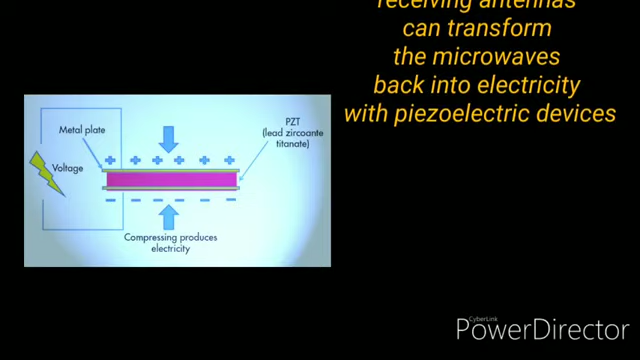 receiving antennas
can transform
the microwaves
back into electricity
with piezoelectric devices
Metal plate
PZT
(lead zircoante
titanate)
Voltage
Compressing produces
electricity
CyberLink
PowerDirector